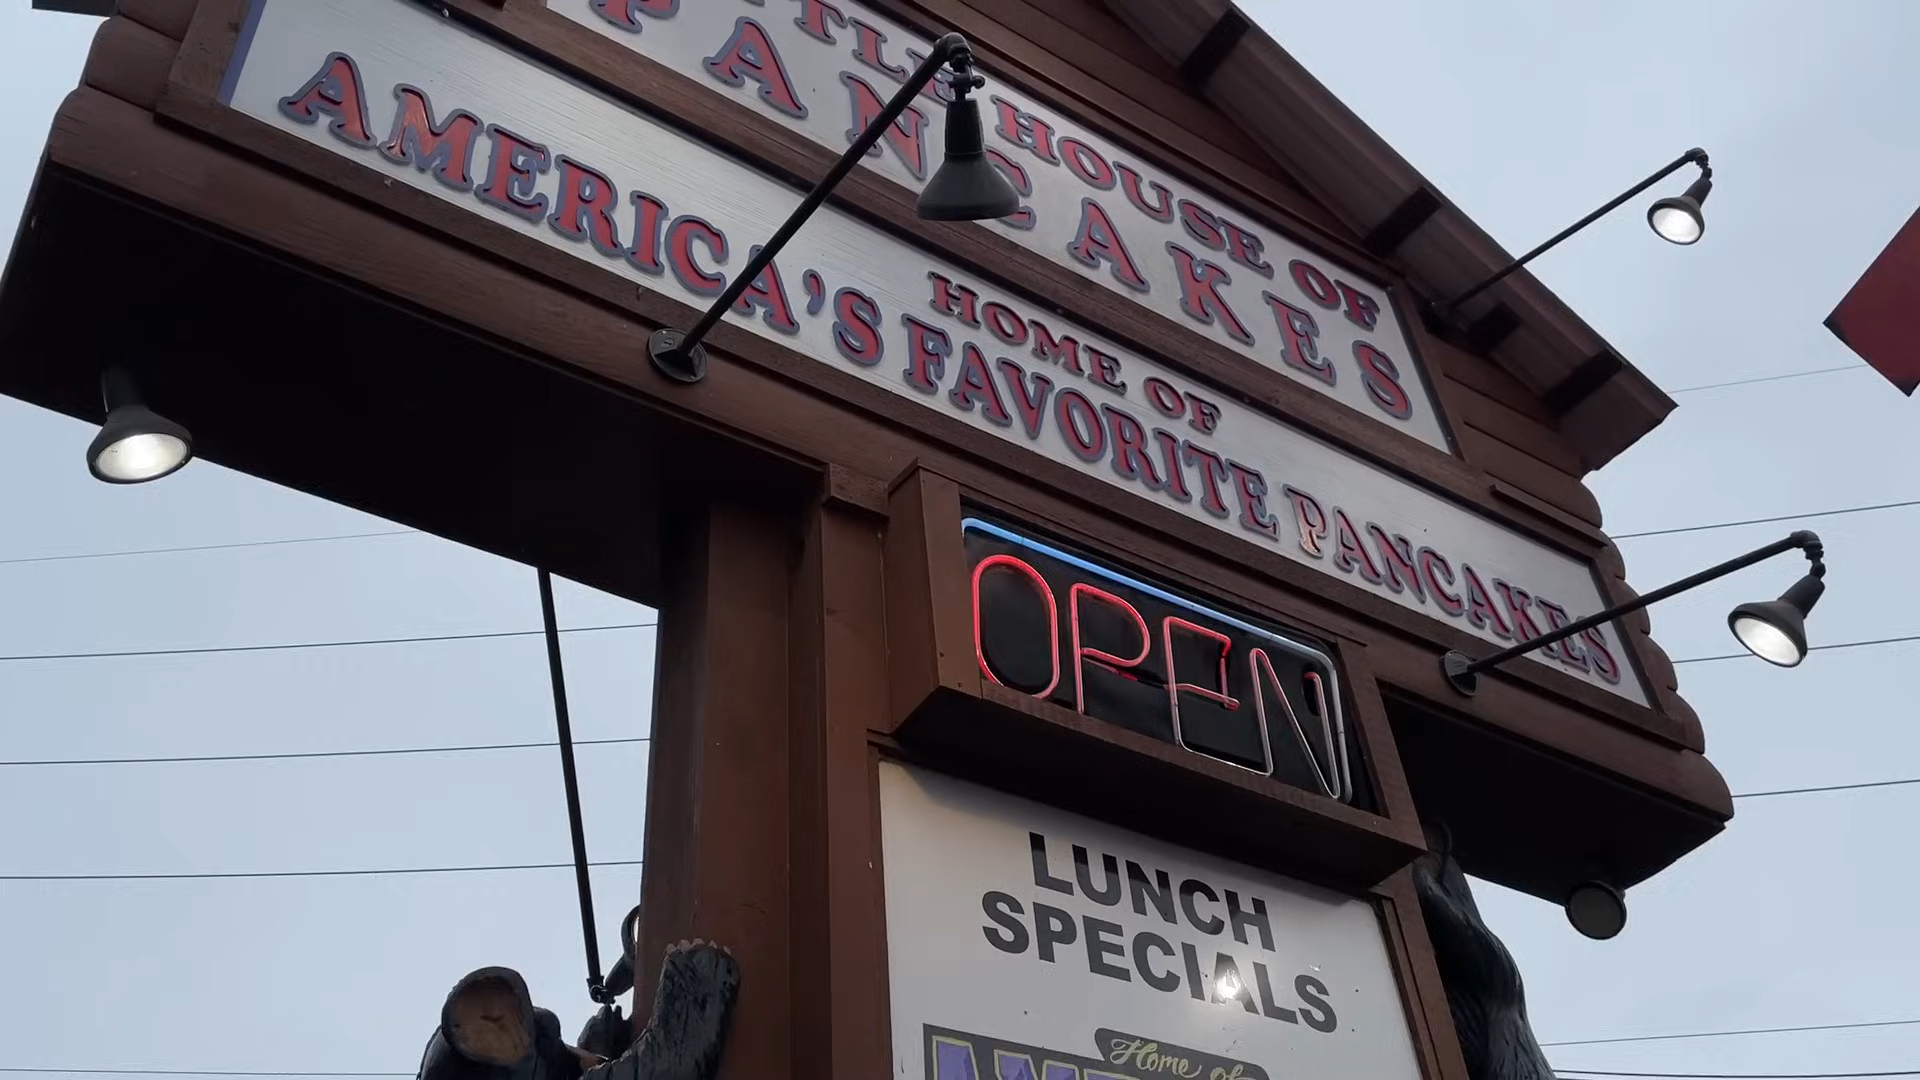 HOUSE OF
PANCAKES
HOME OF
AMERICA'S FAVORITE PANCAKES
OPEN
LUNCH
SPECIALS
Home of